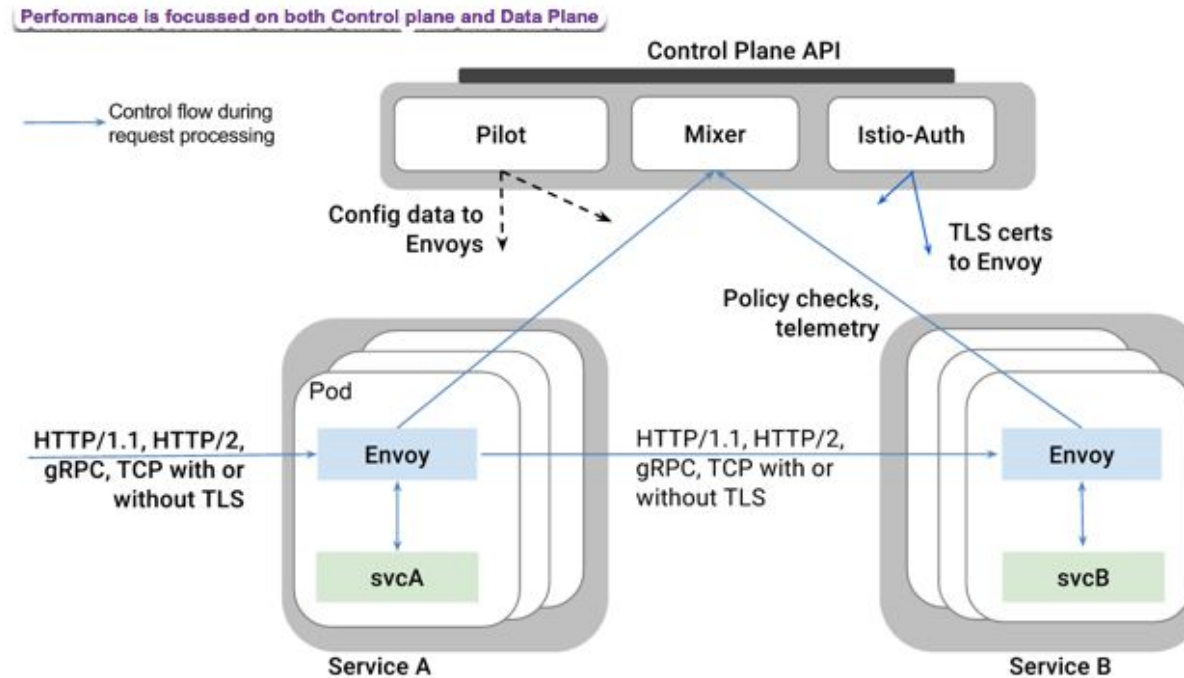 Performance is focussed on both Control plane and Data Plane
Control Plane API
Control flow during
request processing
Pilot
Mixer
Istio-Auth
Config data to
Envoys
TLS certs
to Envoy
Policy checks,
telemetry
Pod
HTTP/1.1, HTTP/2,
gRPC, TCP with or
without TLS
Envoy
HTTP/1.1, HTTP/2,
gRPC, TCP with or
without TLS
Envoy
svcA
svcB
Service A
Service B